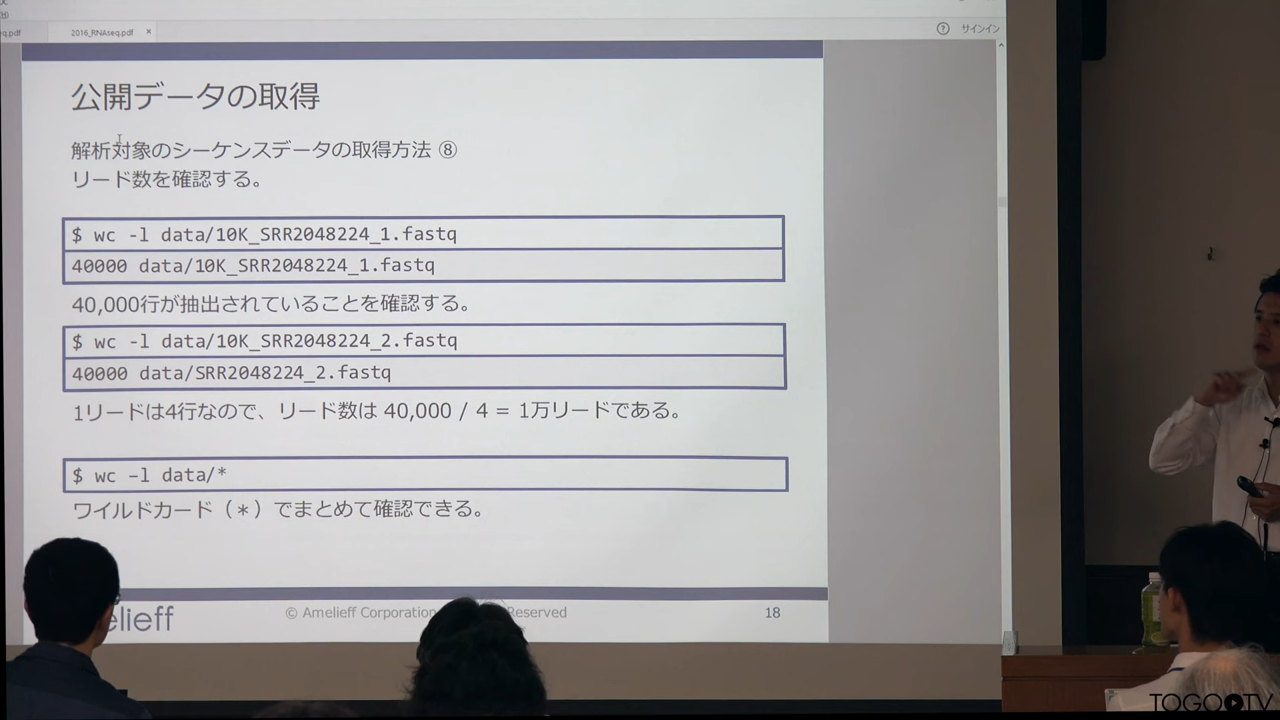 eq.pdf
2016_RNAseq.pdf ×
サインイン
公開データの取得
解析対象のシーケンスデータの取得方法 ⑧
リード数を確認する。
$ wc -l data/10K_SRR2048224_1.fastq
40000 data/10K_SRR2048224_1.fastq
40,000行が抽出されていることを確認する。
$ wc -l data/10K_SRR2048224_2.fastq
40000 data/SRR2048224_2.fastq
1リードは4行なので、リード数は 40,000 / 4 = 1万リードである。
$ wc –l data/*
ワイルドカード（*）でまとめて確認できる。
elieff
© Amelieff Corporation Reserved
18
TOGO TV